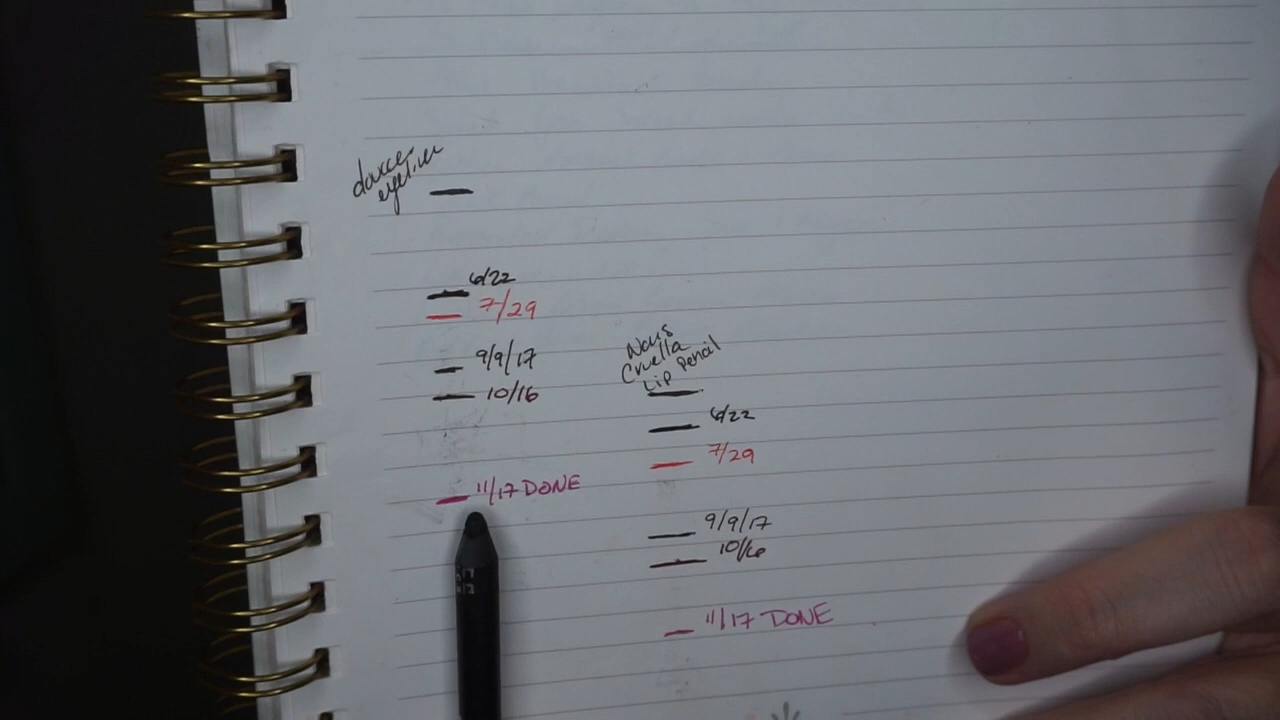 eyeliner
6/22
7/29
9/9/17
10/16
11/17 DONE
Nars
Cruella
Lip Pencil
6/22
7/29
9/9/17
10/16
11/17 DONE